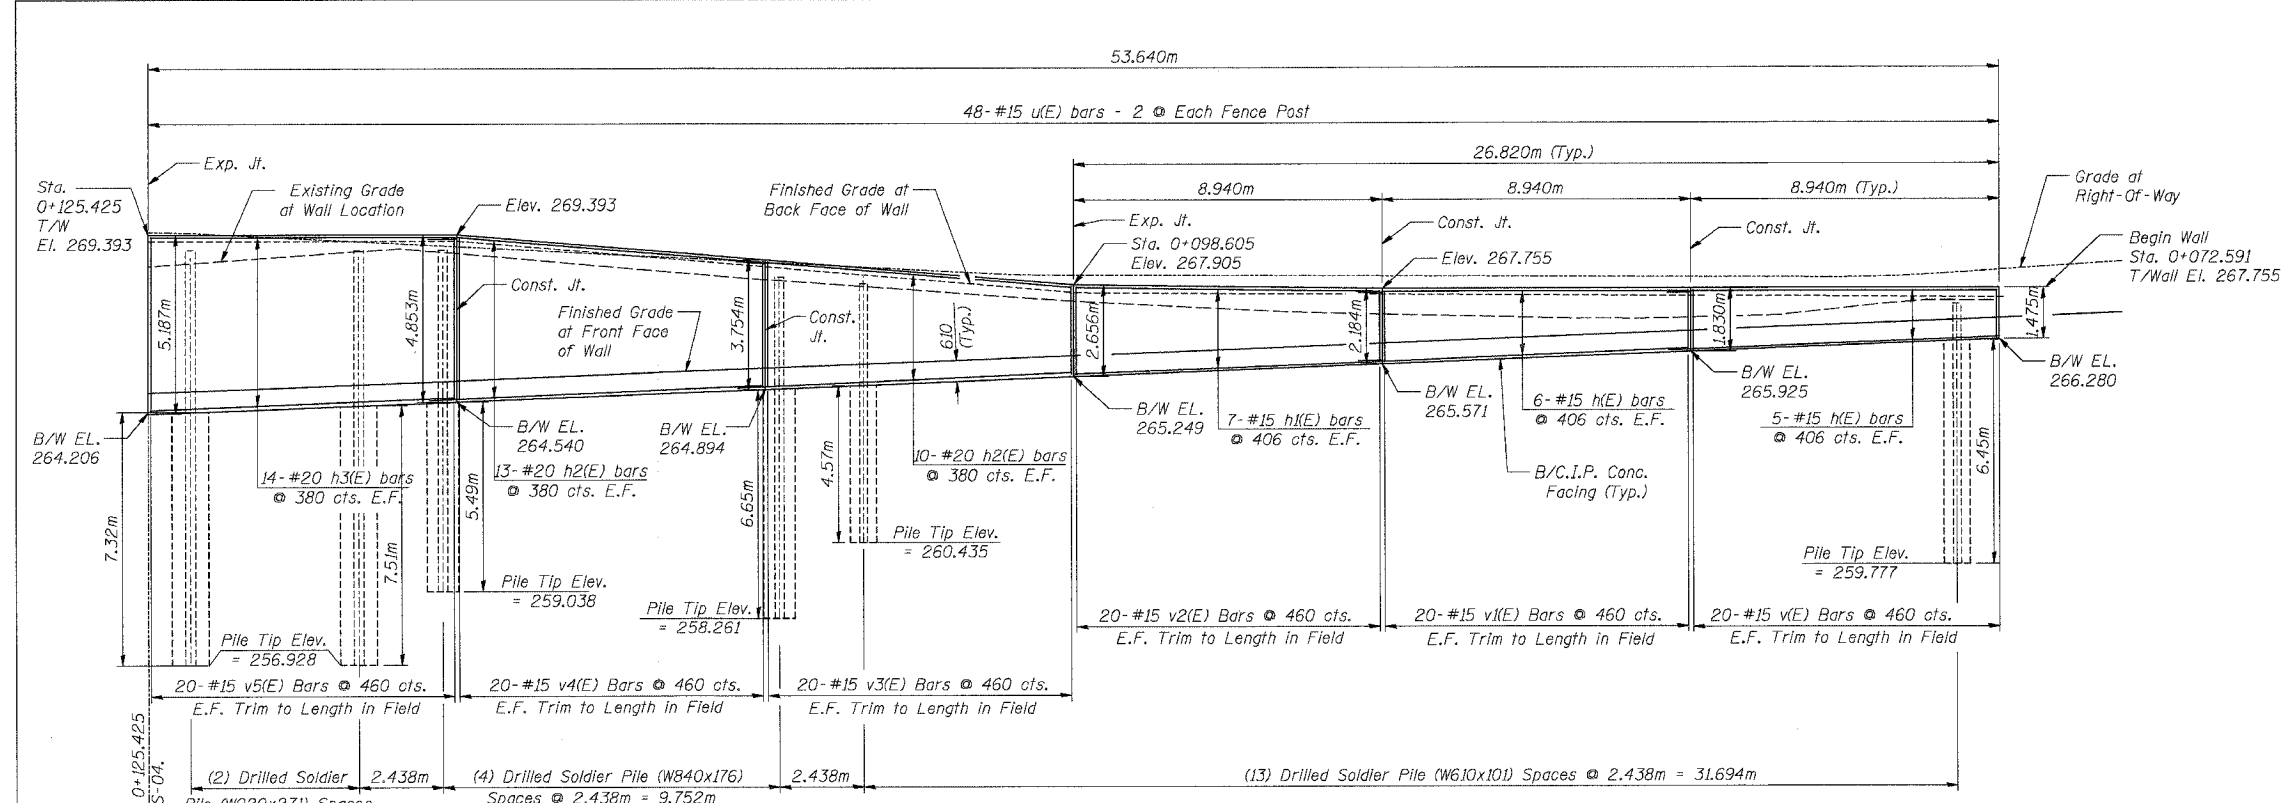 53.640m
48-#15 u(E) bars - 2 @ Each Fence Post
26.820m (Typ.)
8.940m
8.940m
8.940m (Typ.)
Exp. Jt.
Sta.
0+125.425
T/W
El. 269.393
Existing Grade
at Wall Location
Elev. 269.393
Finished Grade at
Back Face of Wall
Exp. Jt.
Sta. 0+098.605
Elev. 267.905
Const. Jt.
Elev. 267.755
Const. Jt.
Grade at
Right-Of-Way
Begin Wall
Sta. 0+072.591
T/Wall El. 267.755
Const. Jt.
Finished Grade
at Front Face
of Wall
Const.
Jt.
610
(Typ.)
5.187m
4.853m
3.754m
2.656m
2.184m
1.830m
1.475m
B/W EL.
264.206
B/W EL.
264.540
B/W EL.
264.894
B/W EL.
265.249
B/W EL.
265.571
B/W EL.
265.925
B/W EL.
266.280
14-#20 h3(E) bars
@ 380 cts. E.F.
13-#20 h2(E) bars
@ 380 cts. E.F.
10-#20 h2(E) bars
@ 380 cts. E.F.
7-#15 h1(E) bars
@ 406 cts. E.F.
6-#15 h(E) bars
@ 406 cts. E.F.
5-#15 h(E) bars
@ 406 cts. E.F.
B/C.I.P. Conc.
Facing (Typ.)
7.32m
7.51m
5.49m
6.65m
4.57m
6.45m
Pile Tip Elev.
= 256.928
Pile Tip Elev.
= 259.038
Pile Tip Elev.
= 258.261
Pile Tip Elev.
= 260.435
Pile Tip Elev.
= 259.777
20-#15 v5(E) Bars @ 460 cts.
E.F. Trim to Length in Field
20-#15 v4(E) Bars @ 460 cts.
E.F. Trim to Length in Field
20-#15 v3(E) Bars @ 460 cts.
E.F. Trim to Length in Field
20-#15 v2(E) Bars @ 460 cts.
E.F. Trim to Length in Field
20-#15 v1(E) Bars @ 460 cts.
E.F. Trim to Length in Field
20-#15 v(E) Bars @ 460 cts.
E.F. Trim to Length in Field
0+125.425
S-04.
(2) Drilled Soldier
2.438m
(4) Drilled Soldier Pile (W840x176)
Spaces @ 2.438m = 9.752m
2.438m
(13) Drilled Soldier Pile (W610x101) Spaces @ 2.438m = 31.694m